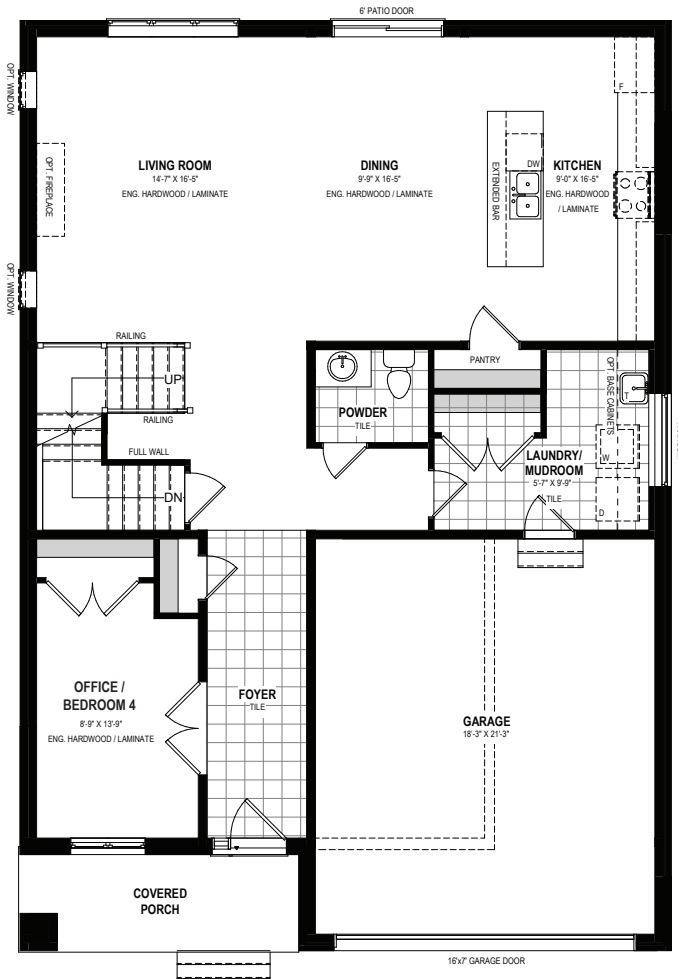 6' PATIO DOOR
OPT. WINDOW
F
LIVING ROOM
14'-7" X 16'-5"
ENG. HARDWOOD / LAMINATE
DINING
9'-9" X 16'-5"
ENG. HARDWOOD / LAMINATE
DW
EXTENDED BAR
KITCHEN
9'-0" X 16'-5"
ENG. HARDWOOD
/ LAMINATE
OPT. FIREPLACE
OPT. WINDOW
RAILING
UP
RAILING
FULL WALL
DN
PANTRY
POWDER
TILE
OPT. BASE CABINETS
T
W
LAUNDRY/
MUDROOM
5'-7" X 9'-9"
TILE
D
OFFICE /
BEDROOM 4
8'-9" X 13'-9"
ENG. HARDWOOD / LAMINATE
FOYER
TILE
GARAGE
18'-3" X 21'-3"
COVERED
PORCH
16'x7' GARAGE DOOR